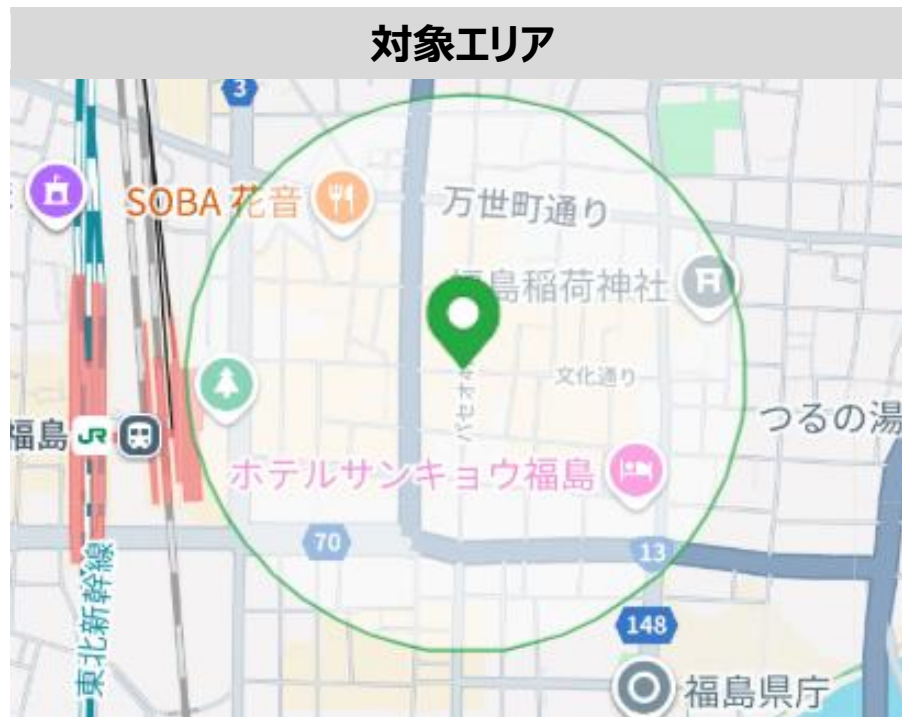 対象エリア
3
SOBA 花音
万世町通り
福島稲荷神社
文化通り
パセオ
つるの湯
福島 JR
ホテルサンキョウ福島
70
13
東北新幹線
148
福島県庁